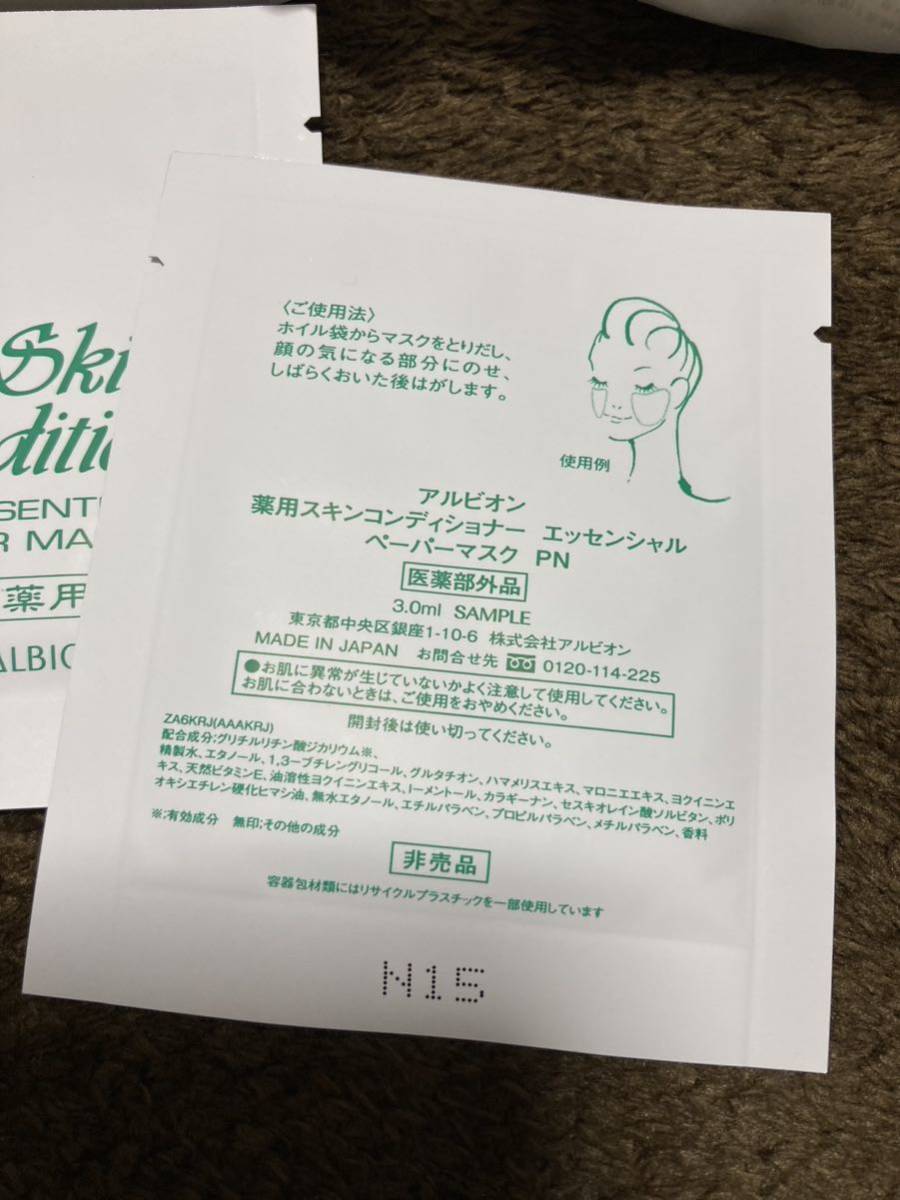 Ski
diti
SENT
R MA
薬用
ALBIO
〈ご使用法〉
ホイル袋からマスクをとりだし、
顔の気になる部分にのせ、
しばらくおいた後はがします。
使用例
アルビオン
薬用スキンコンディショナー エッセンシャル
ペーパーマスク PN
医薬部外品
3.0ml SAMPLE
東京都中央区銀座1-10-6 株式会社アルビオン
MADE IN JAPAN お問合せ先 0120-114-225
●お肌に異常が生じていないかよく注意して使用してください。
お肌に合わないときは、ご使用をおやめください。
ZA6KRJ(AAAKRJ) 開封後は使い切ってください。
配合成分;グリチルリチン酸ジカリウム※、
精製水、エタノール、1,3ーブチレングリコール、グルタチオン、ハマメリスエキス、マロニエエキス、ヨクイニンエ
キス、天然ビタミンE、油溶性ヨクイニンエキス、lーメントール、カラギーナン、セスキオレイン酸ソルビタン、ポリ
オキシエチレン硬化ヒマシ油、無水エタノール、エチルパラベン、プロピルパラベン、メチルパラベン、香料
※;有効成分 無印;その他の成分
非売品
容器包材類にはリサイクルプラスチックを一部使用しています
N15